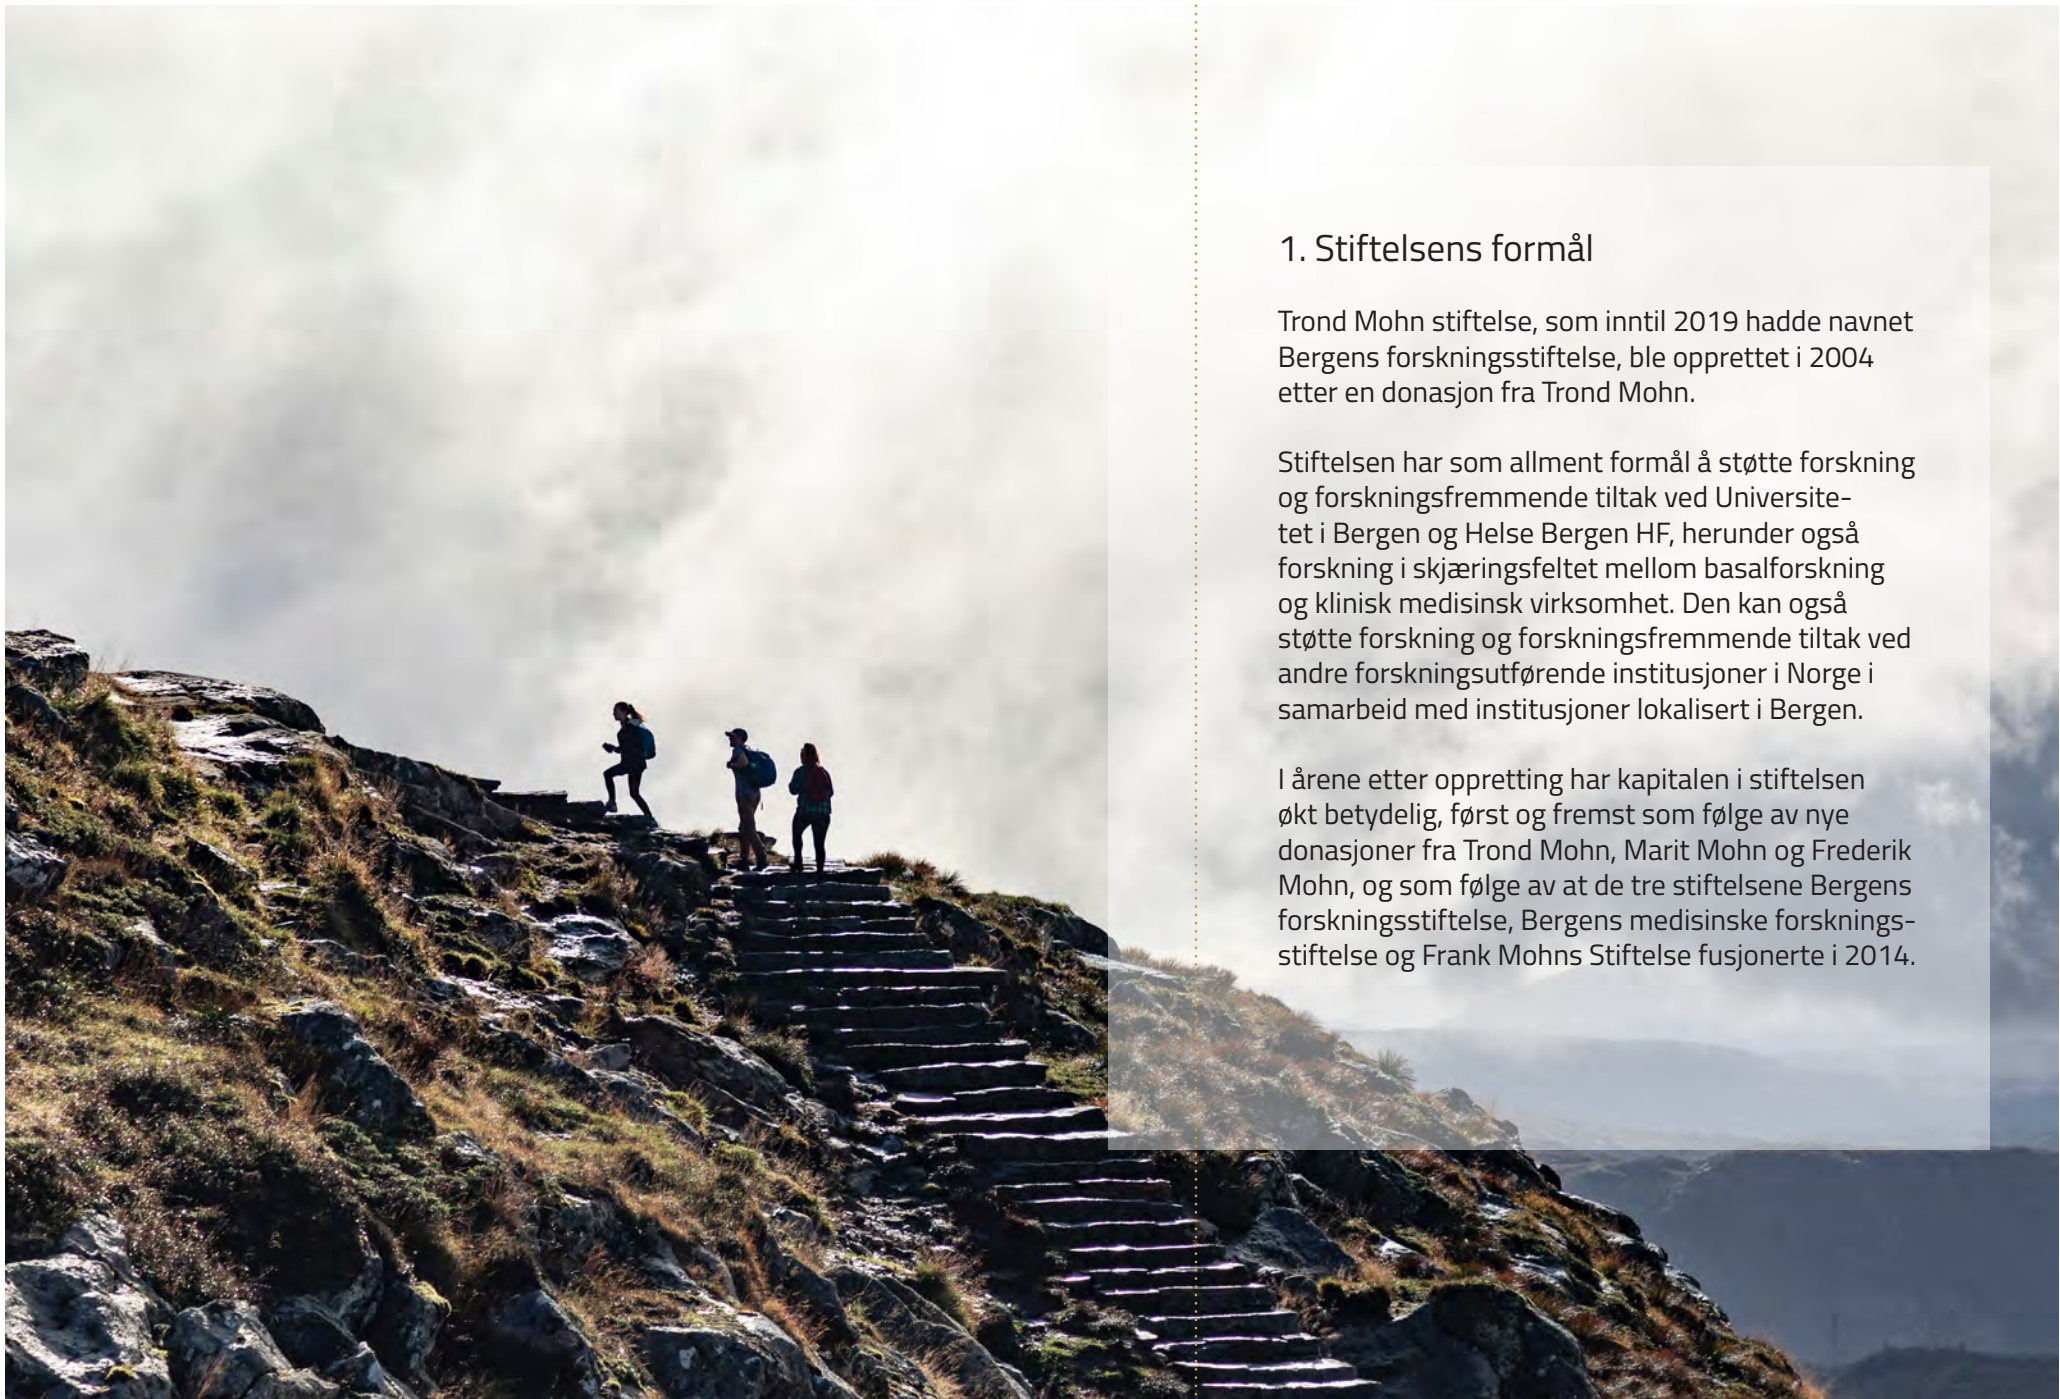 1. Stiftelsens formål
Trond Mohn stiftelse, som inntil 2019 hadde navnet
Bergens forskningsstiftelse, ble opprettet i 2004
etter en donasjon fra Trond Mohn.
Stiftelsen har som allment formål å støtte forskning
og forskningsfremmende tiltak ved Universite-
tet i Bergen og Helse Bergen HF, herunder også
forskning i skjæringsfeltet mellom basalforskning
og klinisk medisinsk virksomhet. Den kan også
støtte forskning og forskningsfremmende tiltak ved
andre forskningsutførende institusjoner i Norge i
samarbeid med institusjoner lokalisert i Bergen.
I årene etter oppretting har kapitalen i stiftelsen
økt betydelig, først og fremst som følge av nye
donasjoner fra Trond Mohn, Marit Mohn og Frederik
Mohn, og som følge av at de tre stiftelsene Bergens
forskningsstiftelse, Bergens medisinske forsknings-
stiftelse og Frank Mohns Stiftelse fusjonerte i 2014.